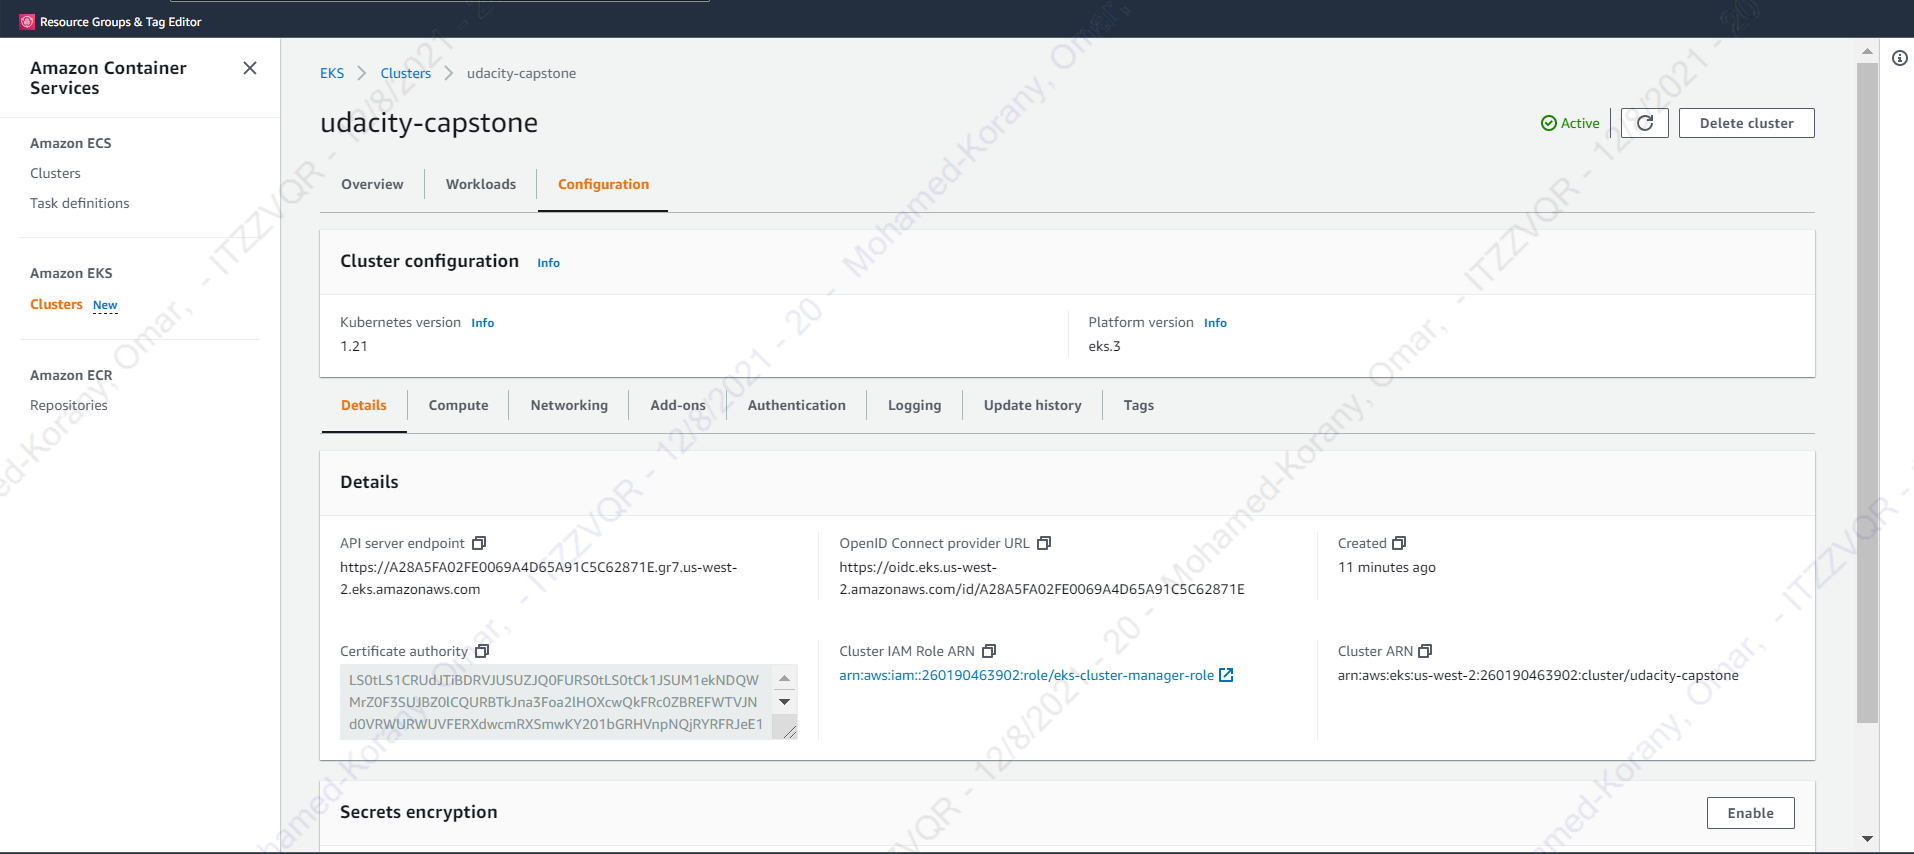 Resource Groups & Tag Editor
Amazon Container Services
Amazon ECS
Clusters
Task definitions
Amazon EKS
Clusters New
Amazon ECR
Repositories
EKS > Clusters > udacity-capstone
udacity-capstone
Active
Delete cluster
Overview
Workloads
Configuration
Cluster configuration Info
Kubernetes version Info
1.21
Platform version Info
eks.3
Details
Compute
Networking
Add-ons
Authentication
Logging
Update history
Tags
Details
API server endpoint
https://A28A5FA02FE0069A4D65A91C5C62871E.gr7.us-west-
2.eks.amazonaws.com
OpenID Connect provider URL
https://oidc.eks.us-west-
2.amazonaws.com/id/A28A5FA02FE0069A4D65A91C5C62871E
Created
11 minutes ago
Certificate authority
LS0tLS1CRUdJTiBDRVJUSUZJQ0FURS0tLS0tCk1JSUM1ekNDQW
MrZ0F3SUJBZ0lCQURBTkJna3Foa2lHOXcwQkFRc0ZBREFWTVJN
d0VRWURWUVFERXdwcmRXSmwKY201bGRHVnpNQjRYRFRJeE1
Cluster IAM Role ARN
arn:aws:iam::260190463902:role/eks-cluster-manager-role
Cluster ARN
arn:aws:eks:us-west-2:260190463902:cluster/udacity-capstone
Secrets encryption
Enable
Mohamed-Korany, Omar, - ITZZVQR - 12/8/2021 - 20